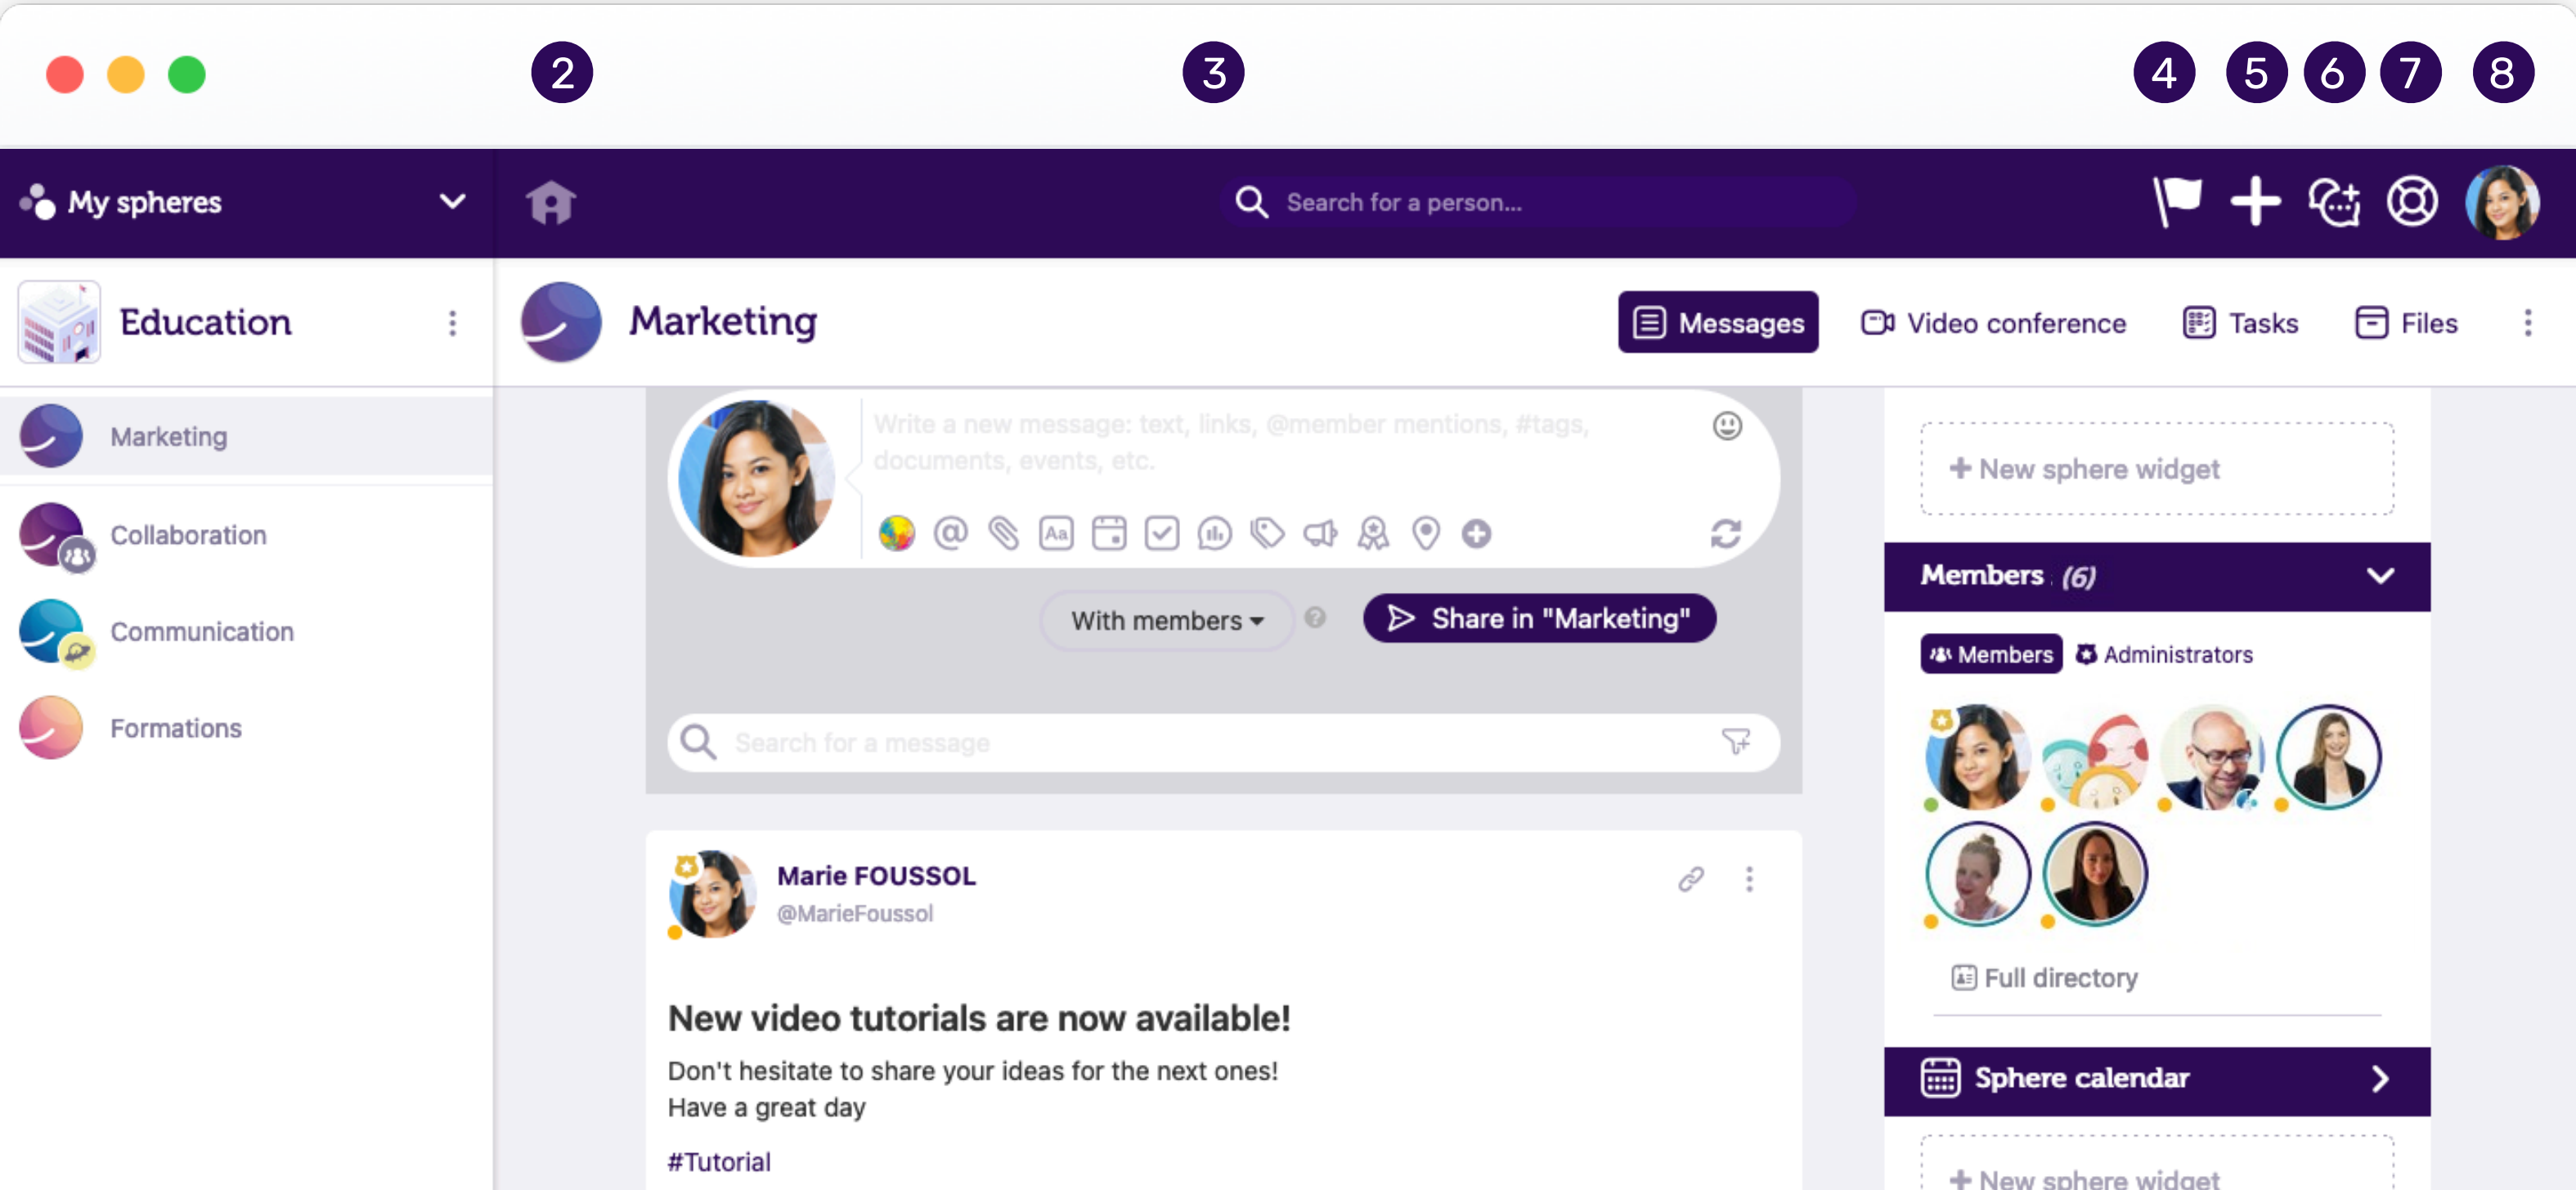 2
3
4
5
6
7
8
My spheres
Search for a person...
Education
Marketing
Messages
Video conference
Tasks
Files
Marketing
Collaboration
Communication
Formations
Write a new message: text, links, @member mentions, #tags,
documents, events, etc.
@
Aa
With members
?
Share in "Marketing"
Search for a message
Marie FOUSSOL
@MarieFoussol
New video tutorials are now available!
Don't hesitate to share your ideas for the next ones!
Have a great day
#Tutorial
+ New sphere widget
Members : (6)
Members
Administrators
Full directory
Sphere calendar
+ New sphere widget